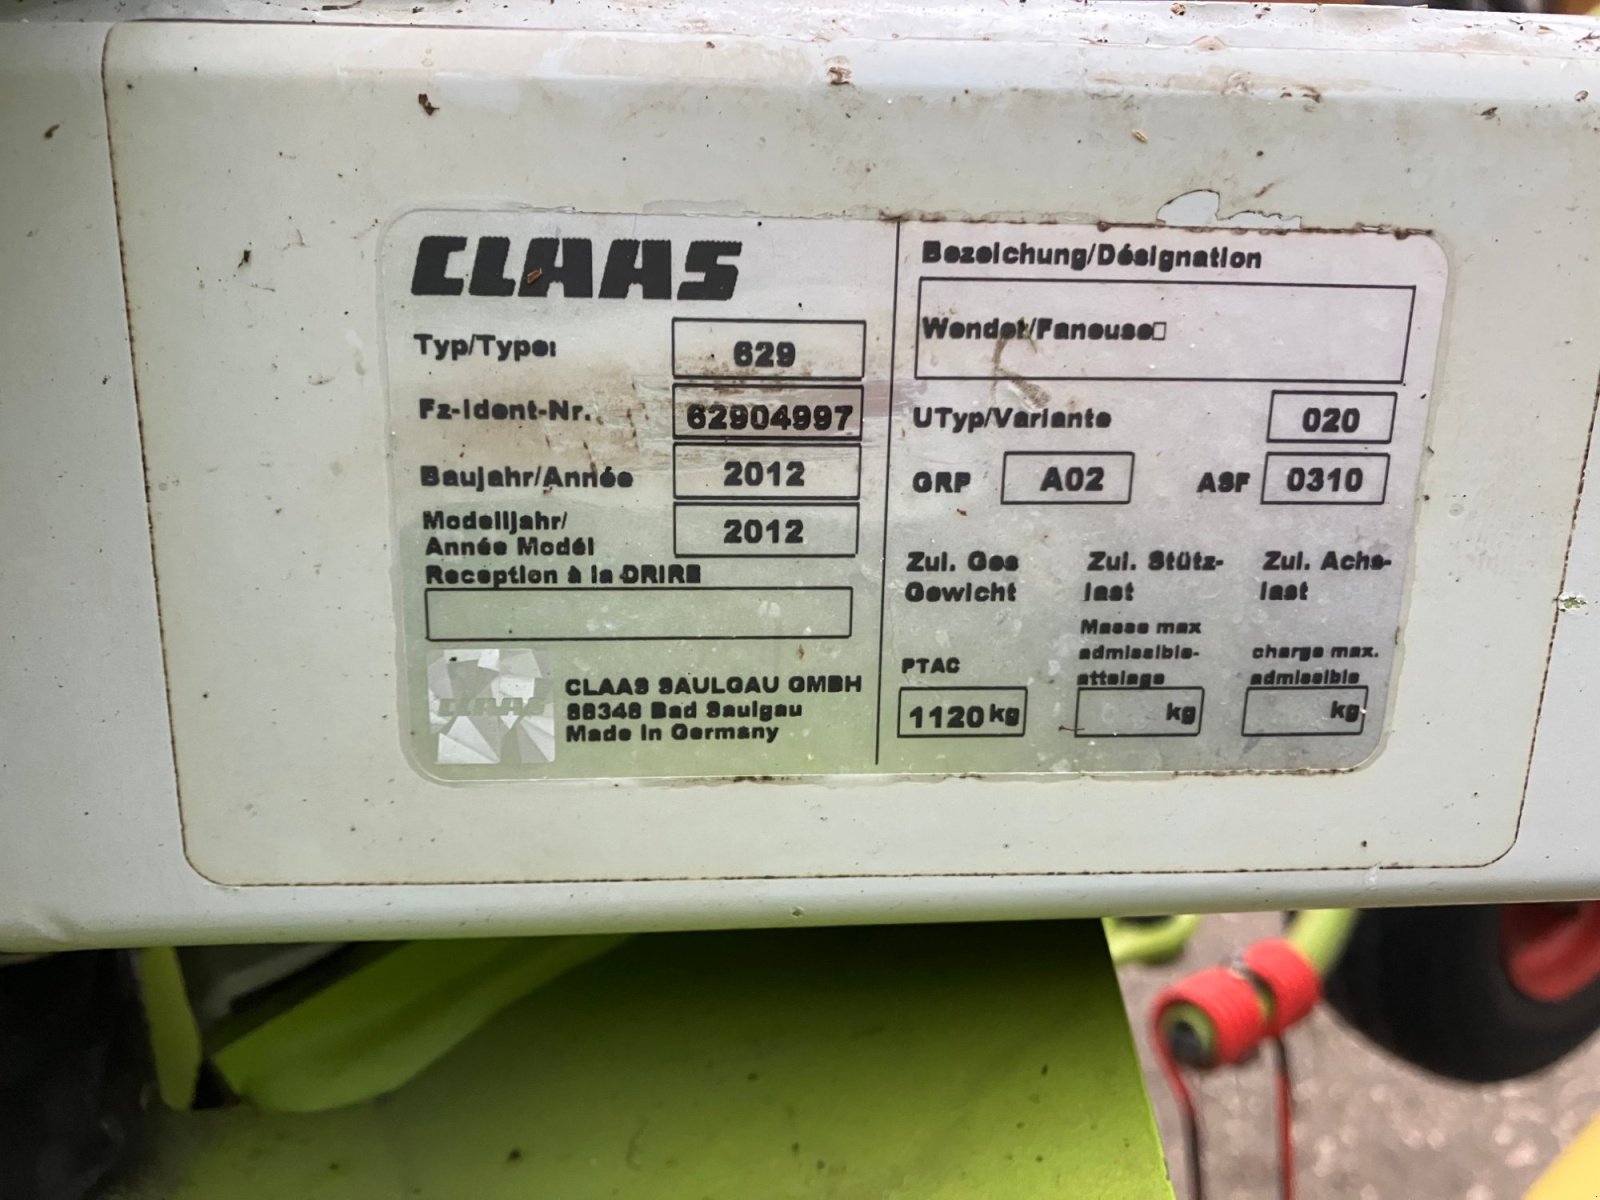 CLAAS
Typ/Type: 629
Fz-Ident-Nr. 62904997
Baujahr/Année 2012
Modelljahr/
Année Modél 2012
Reception à la DRIRE
CLAAS
CLAAS SAULGAU GMBH
88348 Bad Saulgau
Made in Germany
Bezeichung/Désignation
Wendet/Faneuse□
UTyp/Variante 020
GRP A02 ASF 0310
Zul. Ges Zul. Stütz- Zul. Achs-
Gewicht last last
Masse max
admissible- charge max.
PTAC attelage admissible
1120 kg kg kg